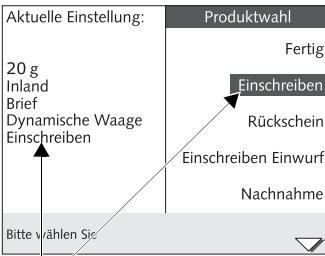 Aktuelle Einstellung:
20 g
Inland
Brief
Dynamische Waage
Einschreiben
Produktwahl
Fertig
Einschreiben
Rückschein
Einschreiben Einwurf
Nachnahme
Bitte wählen Sie